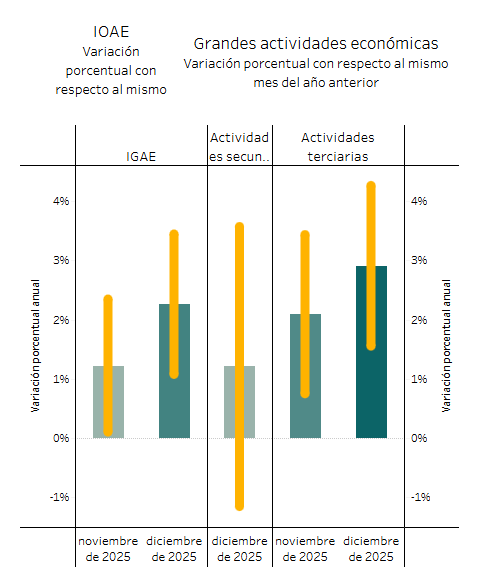 IOAE
Variación
porcentual con
respecto al mismo
Grandes actividades económicas
Variación porcentual con respecto al mismo
mes del año anterior
IGAE
Actividad
es secun..
Actividades
terciarias
4%
3%
2%
1%
0%
-1%
Variación porcentual anual
4%
3%
2%
1%
0%
-1%
Variación porcentual anual
noviembre
de 2025
diciembre
de 2025
diciembre
de 2025
noviembre
de 2025
diciembre
de 2025